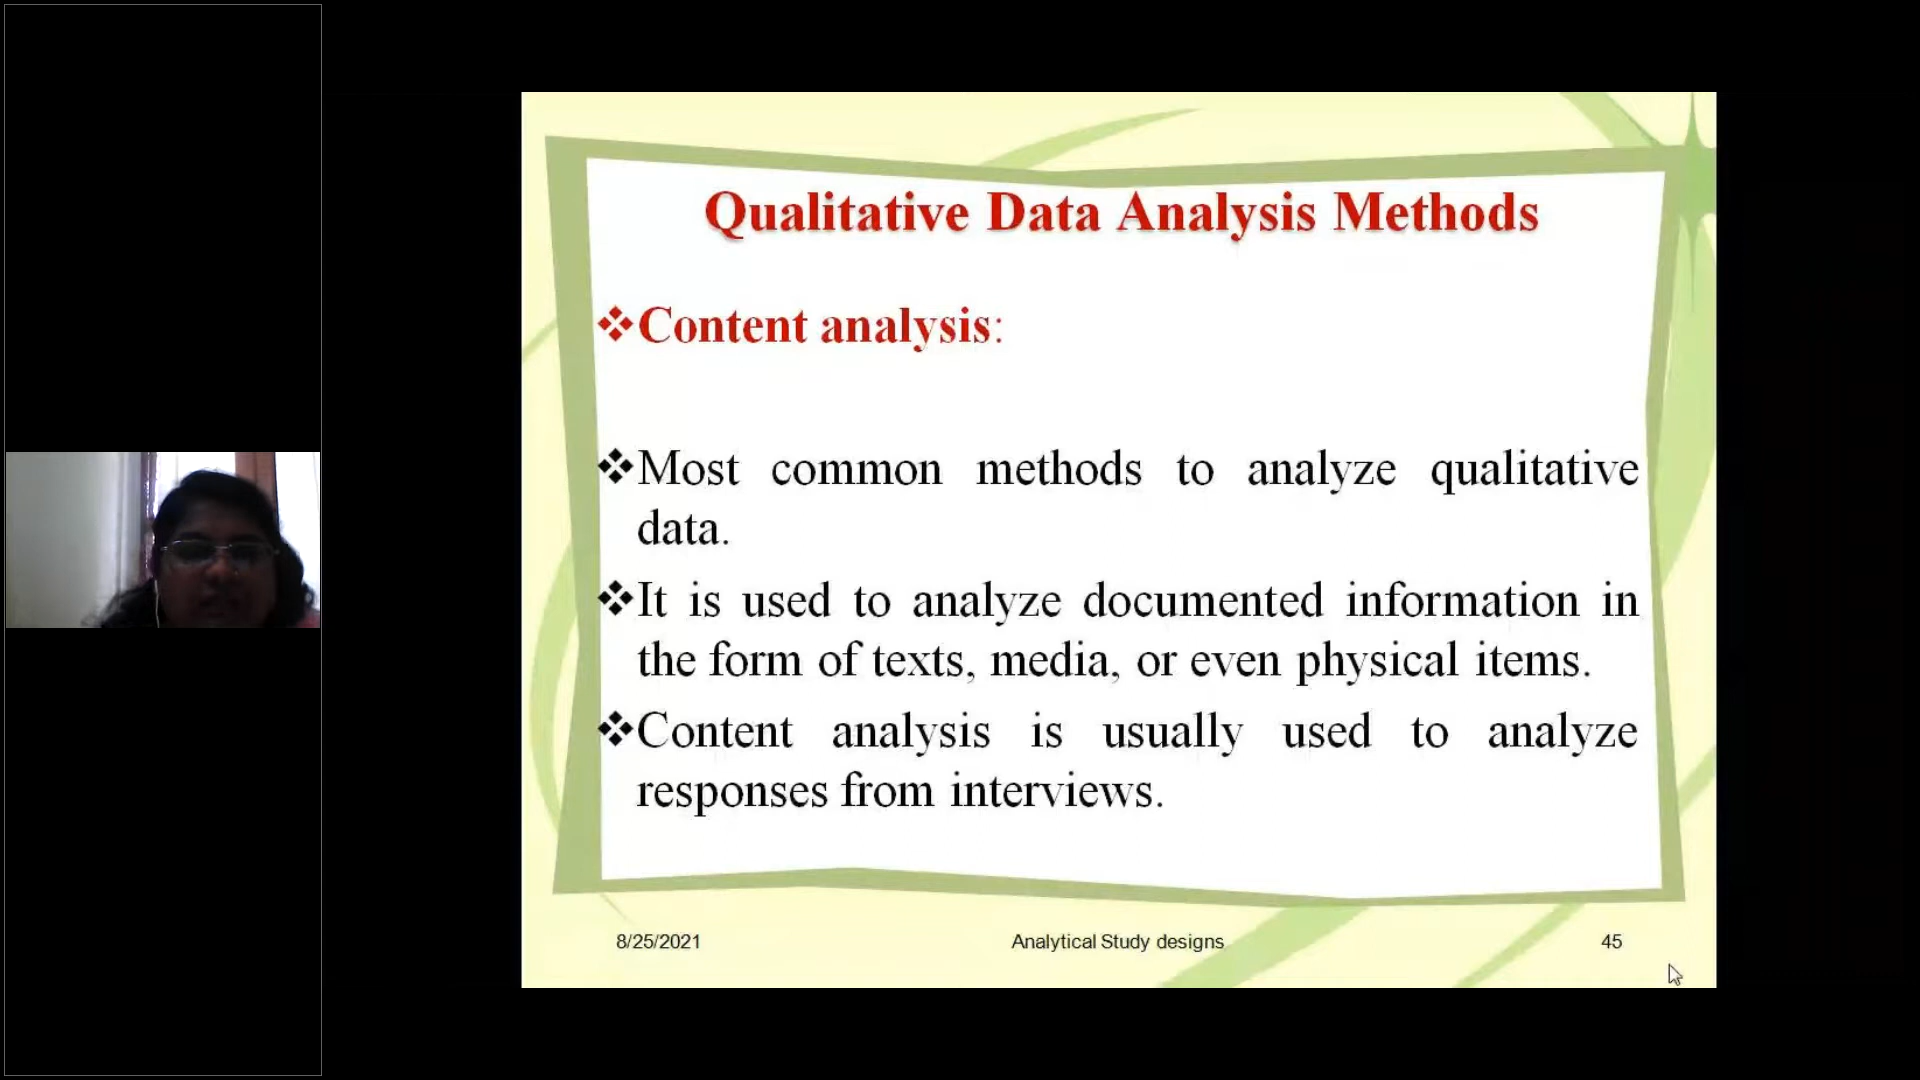 Qualitative Data Analysis Methods
❖Content analysis:
❖Most common methods to analyze qualitative
data.
❖It is used to analyze documented information in
the form of texts, media, or even physical items.
❖Content analysis is usually used to analyze
responses from interviews.
8/25/2021 Analytical Study designs 45